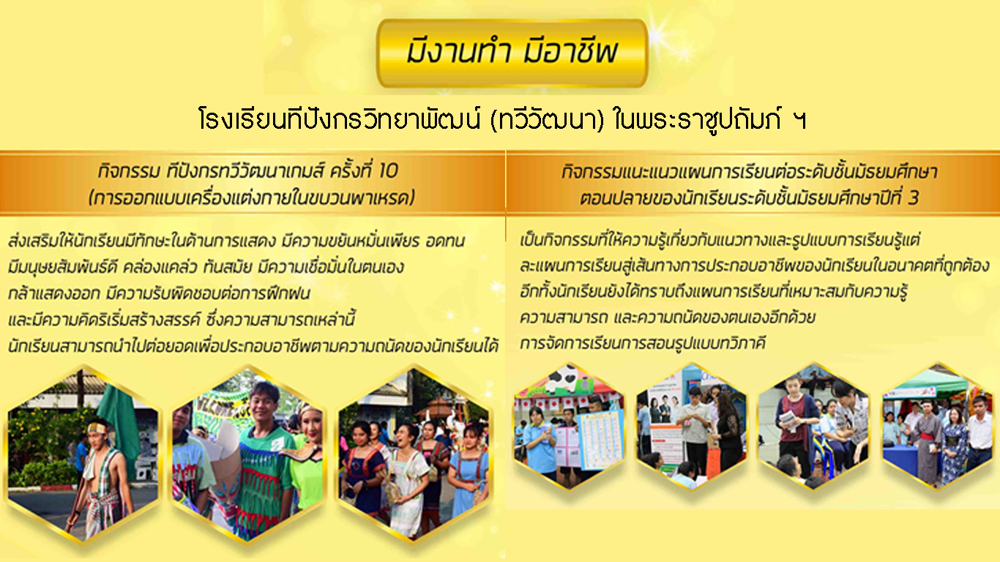 มีงานทำ มีอาชีพ
โรงเรียนทีปังกรวิทยาพัฒน์ (ทวีวัฒนา) ในพระราชูปถัมภ์ ฯ
กิจกรรม ทีปังกรทวีวัฒนาเกมส์ ครั้งที่ 10
(การออกแบบเครื่องแต่งกายในขบวนพาเหรด)
ส่งเสริมให้นักเรียนมีทักษะในด้านการแสดง มีความขยันหมั่นเพียร อดทน
มีมนุษยสัมพันธ์ดี คล่องแคล่ว ทันสมัย มีความเชื่อมั่นในตนเอง
กล้าแสดงออก มีความรับผิดชอบต่อการฝึกฝน
และมีความคิดริเริ่มสร้างสรรค์ ซึ่งความสามารถเหล่านี้
นักเรียนสามารถนำไปต่อยอดเพื่อประกอบอาชีพตามความถนัดของนักเรียนได้
กิจกรรมแนะแนวแผนการเรียนต่อระดับชั้นมัธยมศึกษา
ตอนปลายของนักเรียนระดับชั้นมัธยมศึกษาปีที่ 3
เป็นกิจกรรมที่ให้ความรู้เกี่ยวกับแนวทางและรูปแบบการเรียนรู้แต่
ละแผนการเรียนสู่เส้นทางการประกอบอาชีพของนักเรียนในอนาคตที่ถูกต้อง
อีกทั้งนักเรียนยังได้ทราบถึงแผนการเรียนที่เหมาะสมกับความรู้
ความสามารถ และความถนัดของตนเองอีกด้วย
การจัดการเรียนการสอนรูปแบบทวิภาคี